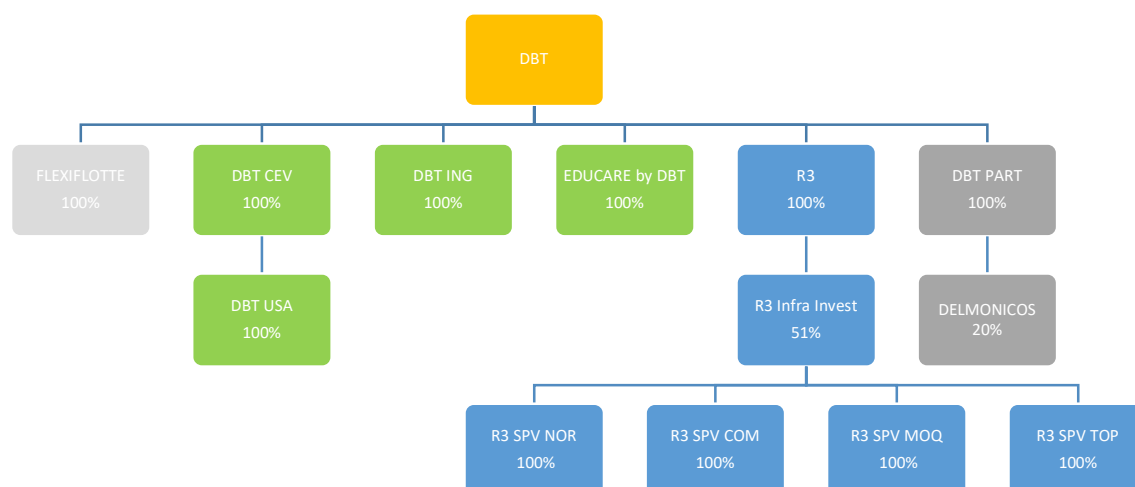 DBT
FLEXIFLOTTE
100%
DBT CEV
100%
DBT ING
100%
EDUCARE by DBT
100%
R3
100%
DBT PART
100%
DBT USA
100%
R3 Infra Invest
51%
DELMONICOS
20%
R3 SPV NOR
100%
R3 SPV COM
100%
R3 SPV MOQ
100%
R3 SPV TOP
100%